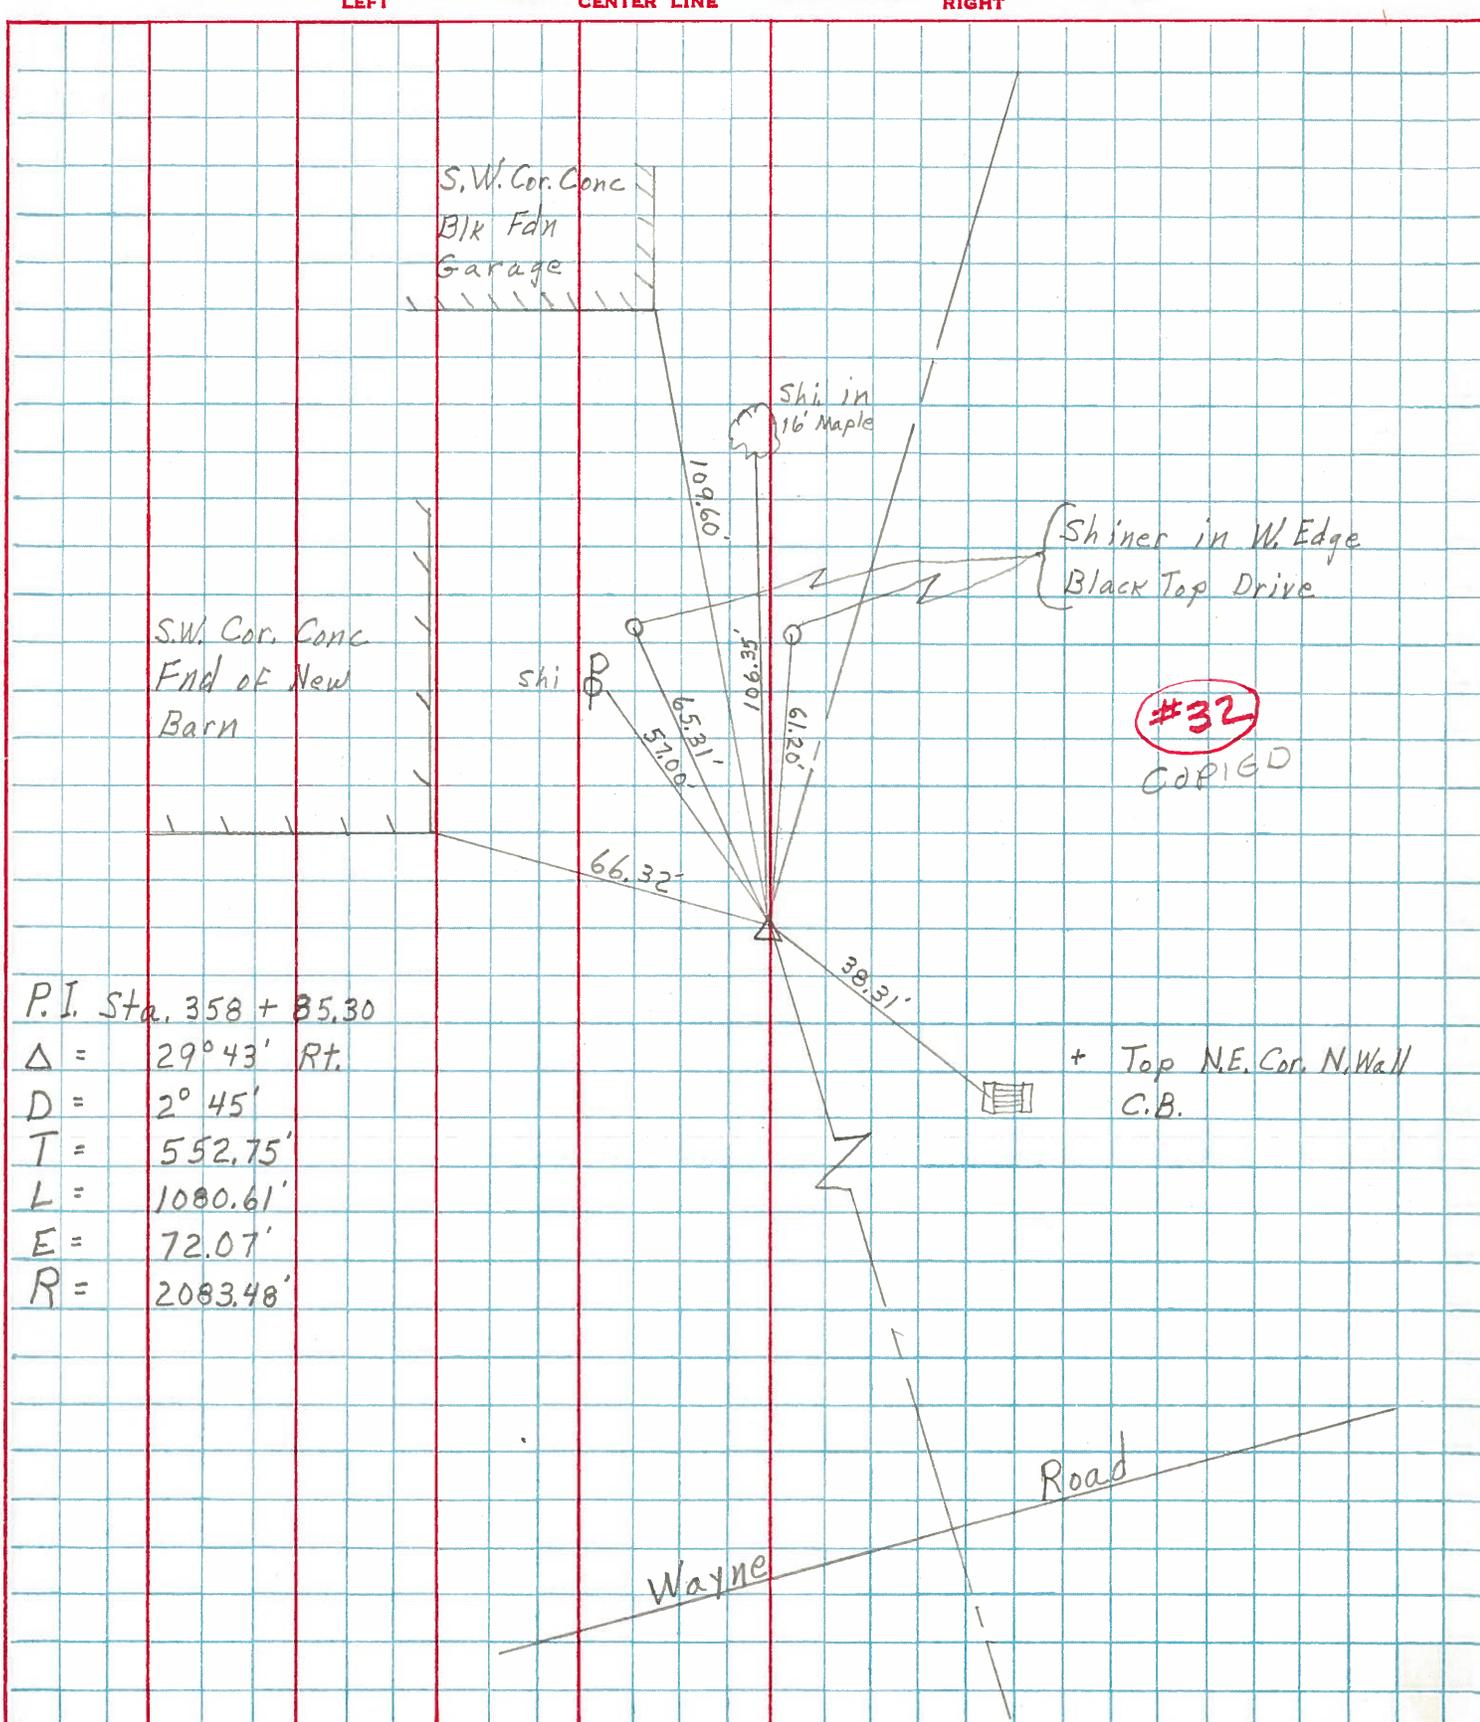 LEFT
CENTER LINE
RIGHT
S.W. Cor. Conc
Blk Fdn
Garage
Shi. in
16" Maple
109.60'
Shiner in W. Edge
Black Top Drive
S.W. Cor. Conc
Fnd of New
Barn
shi
106.35'
65.31'
57.00'
61.20'
#32
COPIED
66.32'
38.31'
P.I. Sta. 358 + 85.30
Δ = 29° 43' Rt.
D = 2° 45'
T = 552.75'
L = 1080.61'
E = 72.07'
R = 2083.48'
+ Top N.E. Cor. N. Wall
C.B.
Wayne Road